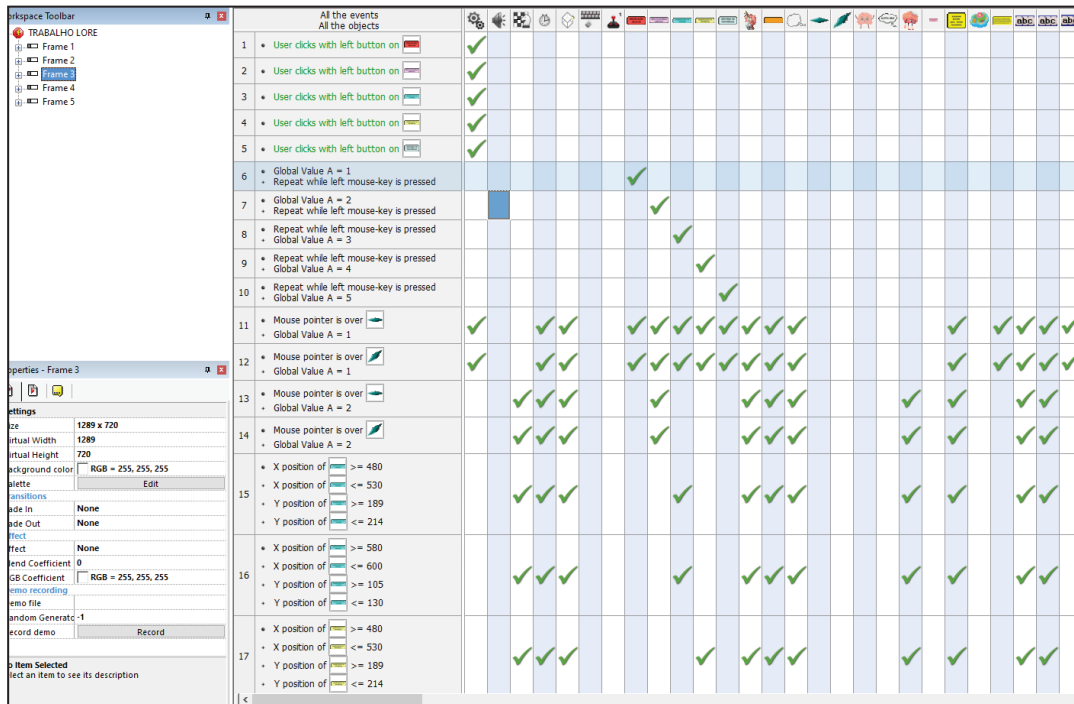 orkspace Toolbar
TRABALHO LORE
Frame 1
Frame 2
Frame 3
Frame 4
Frame 5
operties - Frame 3
ettings
ize 1289 x 720
irtual Width 1289
irtual Height 720
ackground color RGB = 255, 255, 255
alette Edit
ransitions
ade In None
ade Out None
ffect
ffect None
lend Coefficient 0
GB Coefficient RGB = 255, 255, 255
emo recording
emo file
andom Generatc -1
ecord demo Record
o Item Selected
elect an item to see its description
All the events
All the objects
abc abc abc
1 • User clicks with left button on
2 • User clicks with left button on
3 • User clicks with left button on
4 • User clicks with left button on
5 • User clicks with left button on
6 • Global Value A = 1
+ Repeat while left mouse-key is pressed
7 • Global Value A = 2
+ Repeat while left mouse-key is pressed
8 • Repeat while left mouse-key is pressed
+ Global Value A = 3
9 • Repeat while left mouse-key is pressed
+ Global Value A = 4
10 • Repeat while left mouse-key is pressed
+ Global Value A = 5
11 • Mouse pointer is over
+ Global Value A = 1
12 • Mouse pointer is over
+ Global Value A = 1
13 • Mouse pointer is over
+ Global Value A = 2
14 • Mouse pointer is over
+ Global Value A = 2
15 • X position of >= 480
+ X position of <= 530
+ Y position of >= 189
+ Y position of <= 214
16 • X position of >= 580
+ X position of <= 600
+ Y position of >= 105
+ Y position of <= 130
17 • X position of >= 480
+ X position of <= 530
+ Y position of >= 189
+ Y position of <= 214